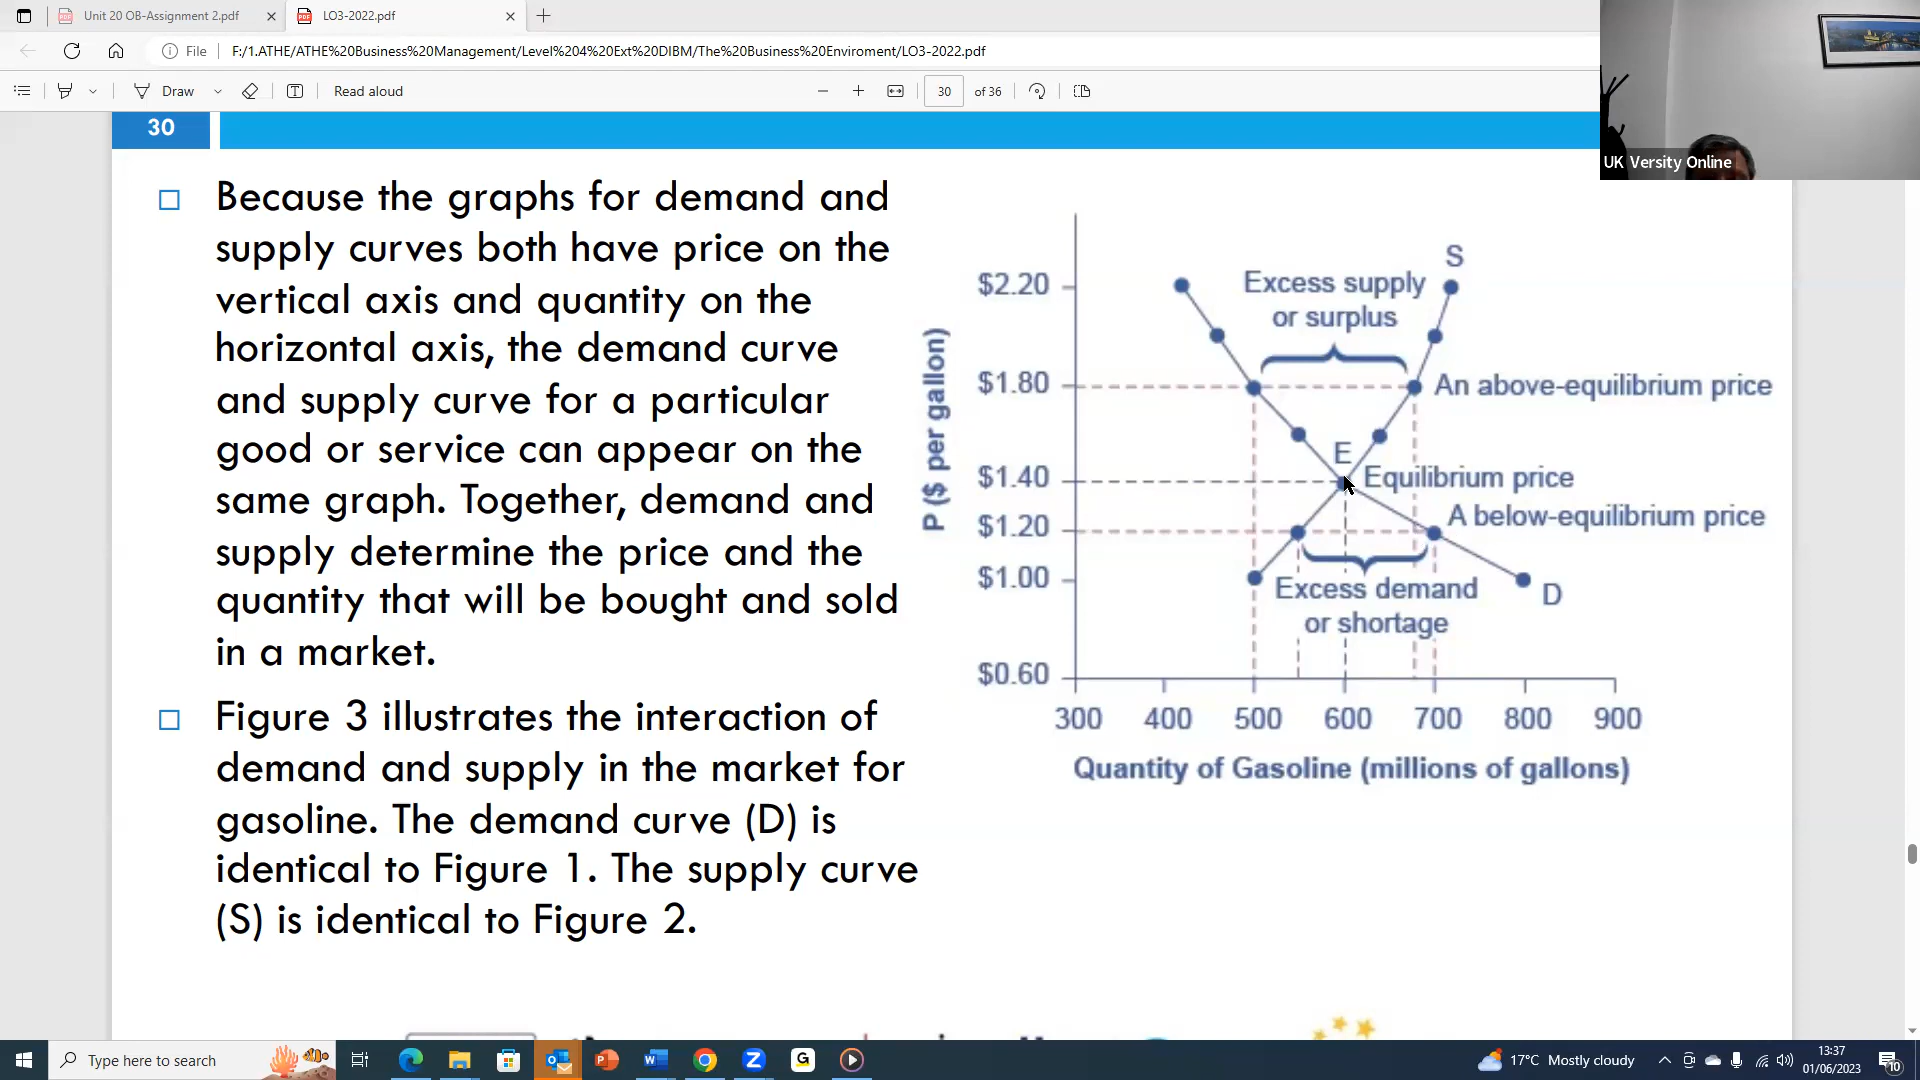 Unit 20 OB-Assignment 2.pdf
LO3-2022.pdf
File
F:/1.ATHE/ATHE%20Business%20Management/Level%204%20Ext%20DIBM/The%20Business%20Enviroment/LO3-2022.pdf
Draw
Read aloud
30
of 36
UK Versity Online
30
Because the graphs for demand and
supply curves both have price on the
vertical axis and quantity on the
horizontal axis, the demand curve
and supply curve for a particular
good or service can appear on the
same graph. Together, demand and
supply determine the price and the
quantity that will be bought and sold
in a market.
Figure 3 illustrates the interaction of
demand and supply in the market for
gasoline. The demand curve (D) is
identical to Figure 1. The supply curve
(S) is identical to Figure 2.
P ($ per gallon)
$2.20
$1.80
$1.40
$1.20
$1.00
$0.60
S
Excess supply
or surplus
An above-equilibrium price
E
Equilibrium price
A below-equilibrium price
Excess demand
or shortage
D
300 400 500 600 700 800 900
Quantity of Gasoline (millions of gallons)
Type here to search
17°C Mostly cloudy
13:37
01/06/2023
10